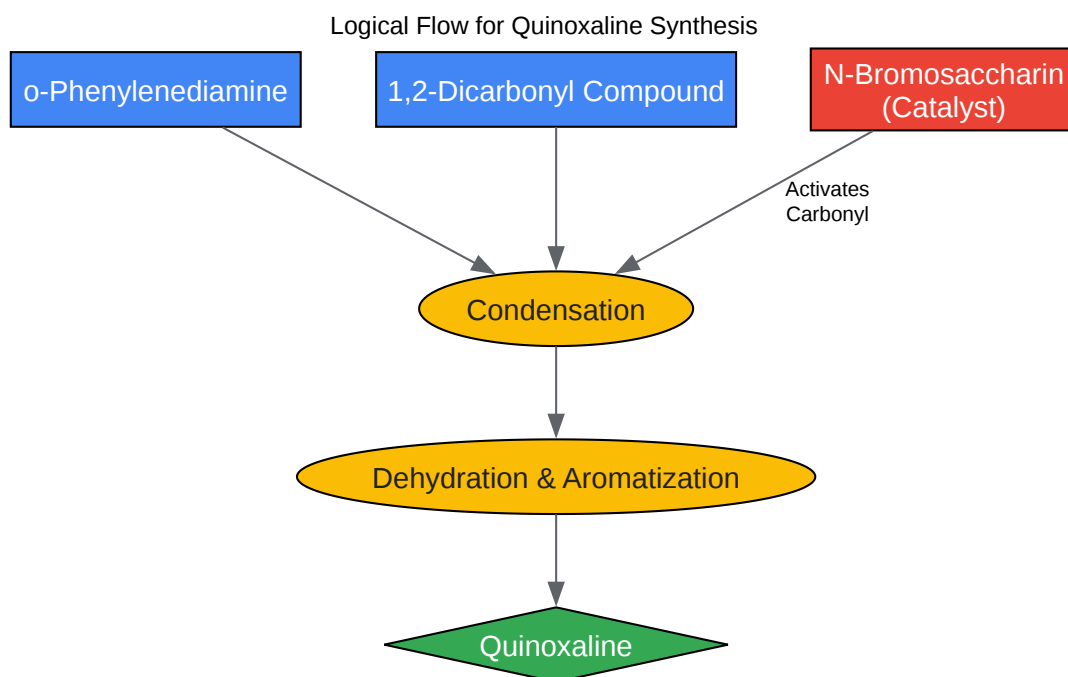 Logical Flow for Quinoxaline Synthesis
o-Phenylenediamine
1,2-Dicarbonyl Compound
N-Bromosaccharin
(Catalyst)
Activates
Carbonyl
Condensation
Dehydration & Aromatization
Quinoxaline